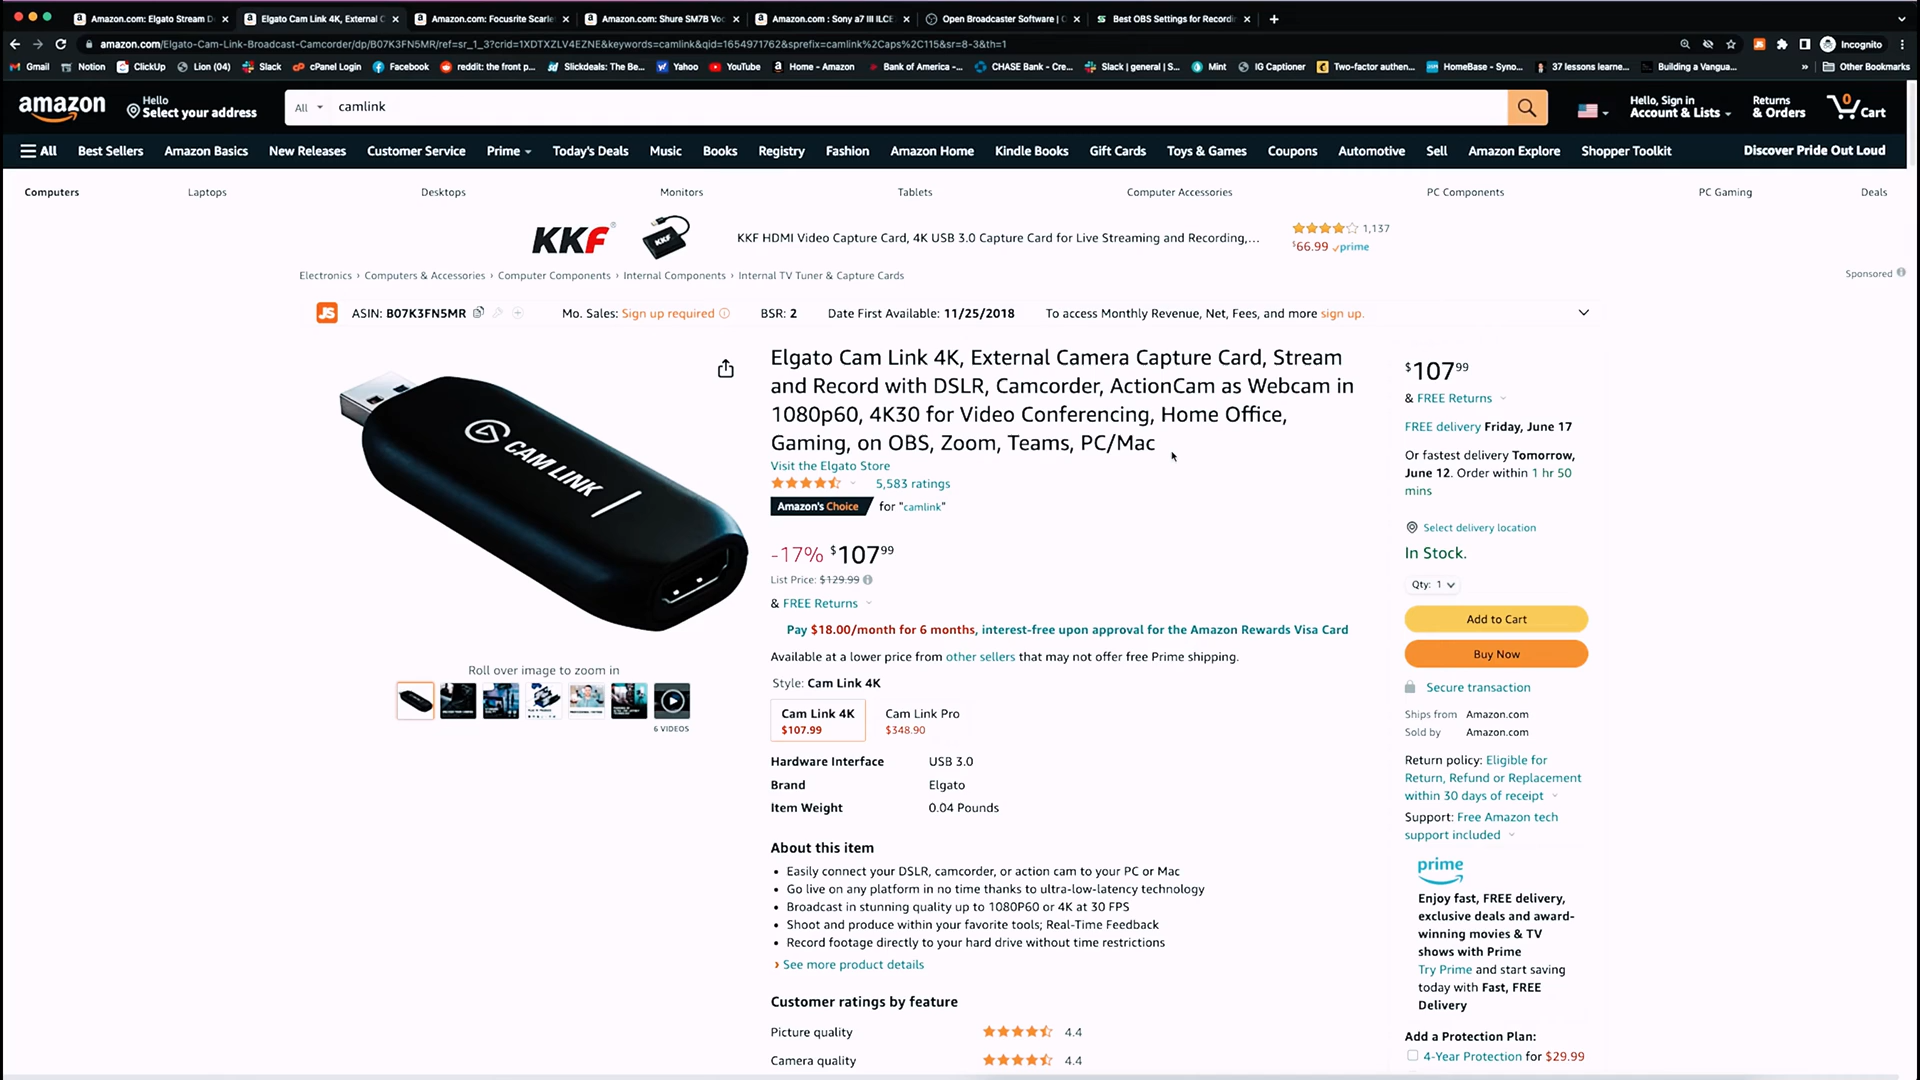 Amazon.com: Elgato Stream D
Elgato Cam Link 4K, External C
Amazon.com: Focusrite Scarle
Amazon.com: Shure SM7B Voc
Amazon.com : Sony a7 III ILCE
Open Broadcaster Software | O
Best OBS Settings for Recordin
amazon.com/Elgato-Cam-Link-Broadcast-Camcorder/dp/B07K3FN5MR/ref=sr_1_3?crid=1XDTXZLV4EZNE&keywords=camlink&qid=1654971762&sprefix=camlink%2Caps%2C115&sr=8-3&th=1
Incognito
Gmail Notion ClickUp Lion (04) Slack cPanel Login Facebook reddit: the front p... Slickdeals: The Be... Yahoo YouTube Home - Amazon Bank of America -... CHASE Bank - Cre... Slack | general | S... Mint IG Captioner Two-factor authen... HomeBase - Syno... 37 lessons learne... Building a Vangua... » Other Bookmarks
amazon
Hello
Select your address
All
camlink
Hello, Sign in
Account & Lists
Returns
& Orders
0
Cart
All Best Sellers Amazon Basics New Releases Customer Service Prime Today's Deals Music Books Registry Fashion Amazon Home Kindle Books Gift Cards Toys & Games Coupons Automotive Sell Amazon Explore Shopper Toolkit Discover Pride Out Loud
Computers Laptops Desktops Monitors Tablets Computer Accessories PC Components PC Gaming Deals
KKF
KKF
KKF HDMI Video Capture Card, 4K USB 3.0 Capture Card for Live Streaming and Recording,...
1,137
$66.99 prime
Electronics › Computers & Accessories › Computer Components › Internal Components › Internal TV Tuner & Capture Cards
Sponsored
JS ASIN: B07K3FN5MR Mo. Sales: Sign up required BSR: 2 Date First Available: 11/25/2018 To access Monthly Revenue, Net, Fees, and more sign up.
CAM LINK
Roll over image to zoom in
6 VIDEOS
Elgato Cam Link 4K, External Camera Capture Card, Stream
and Record with DSLR, Camcorder, ActionCam as Webcam in
1080p60, 4K30 for Video Conferencing, Home Office,
Gaming, on OBS, Zoom, Teams, PC/Mac
Visit the Elgato Store
5,583 ratings
Amazon's Choice for "camlink"
-17% $10799
List Price: $129.99
& FREE Returns
Pay $18.00/month for 6 months, interest-free upon approval for the Amazon Rewards Visa Card
Available at a lower price from other sellers that may not offer free Prime shipping.
Style: Cam Link 4K
Cam Link 4K
$107.99
Cam Link Pro
$348.90
Hardware Interface USB 3.0
Brand Elgato
Item Weight 0.04 Pounds
About this item
• Easily connect your DSLR, camcorder, or action cam to your PC or Mac
• Go live on any platform in no time thanks to ultra-low-latency technology
• Broadcast in stunning quality up to 1080P60 or 4K at 30 FPS
• Shoot and produce within your favorite tools; Real-Time Feedback
• Record footage directly to your hard drive without time restrictions
› See more product details
Customer ratings by feature
Picture quality 4.4
Camera quality 4.4
$10799
& FREE Returns
FREE delivery Friday, June 17
Or fastest delivery Tomorrow,
June 12. Order within 1 hr 50
mins
Select delivery location
In Stock.
Qty: 1
Add to Cart
Buy Now
Secure transaction
Ships from Amazon.com
Sold by Amazon.com
Return policy: Eligible for
Return, Refund or Replacement
within 30 days of receipt
Support: Free Amazon tech
support included
prime
Enjoy fast, FREE delivery,
exclusive deals and award-
winning movies & TV
shows with Prime
Try Prime and start saving
today with Fast, FREE
Delivery
Add a Protection Plan:
4-Year Protection for $29.99